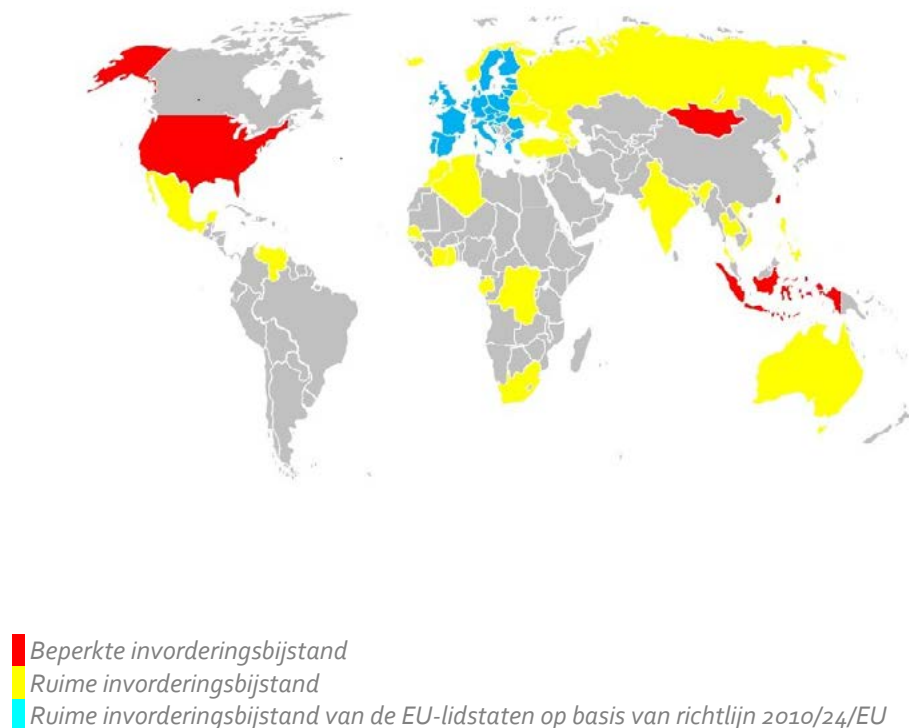 Beperkte invorderingsbijstand
Ruime invorderingsbijstand
Ruime invorderingsbijstand van de EU-lidstaten op basis van richtlijn 2010/24/EU